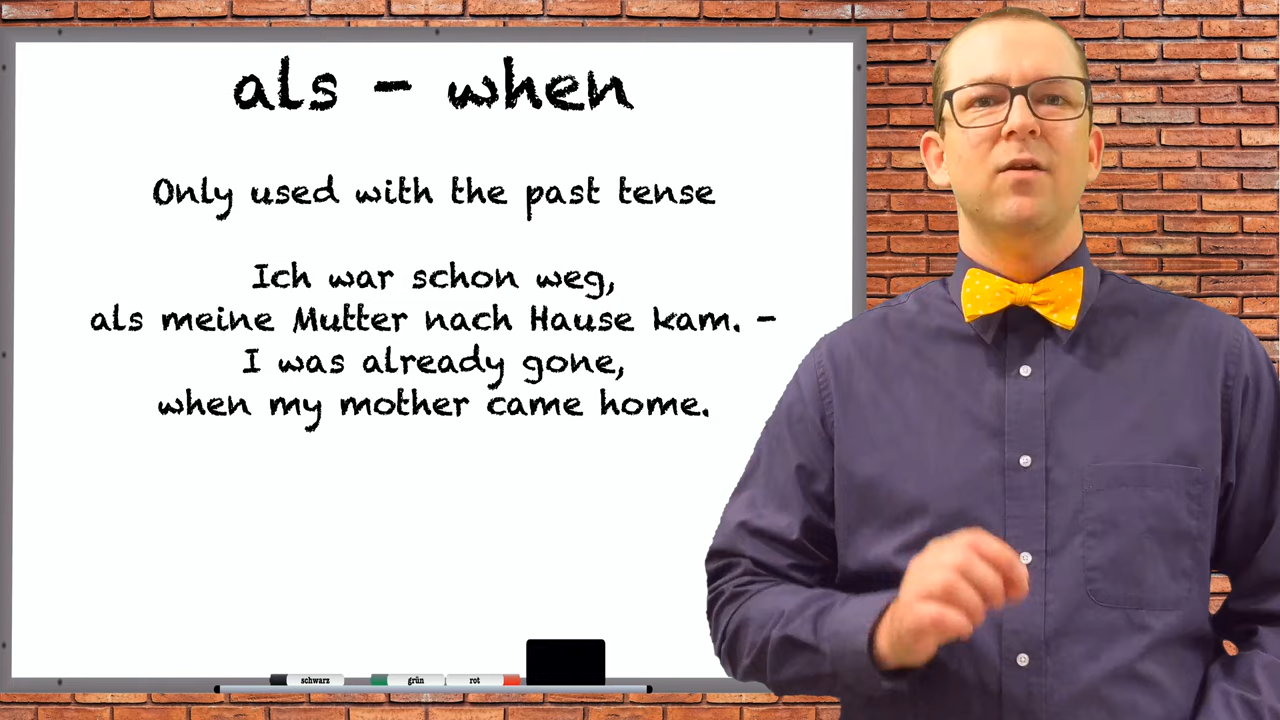 als - when
Only used with the past tense
Ich war schon weg,
als meine Mutter nach Hause kam. -
I was already gone,
when my mother came home.
schwarz
grün
rot